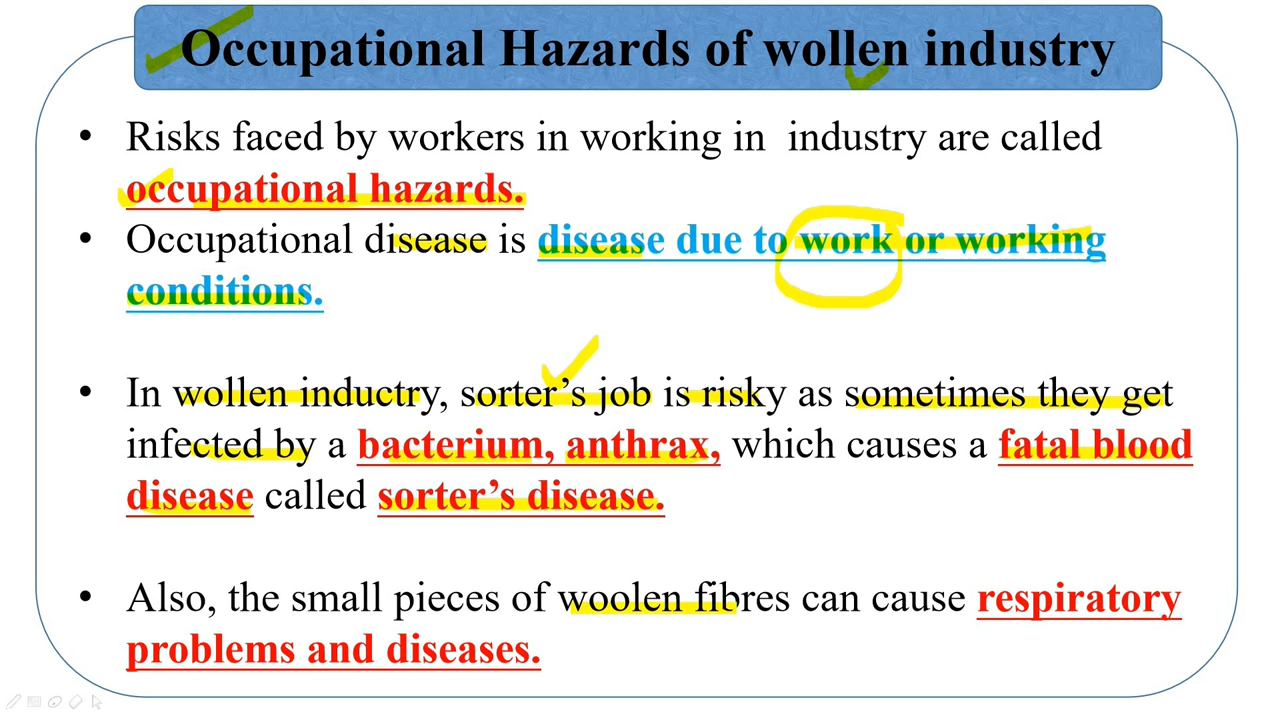 Occupational Hazards of wollen industry
• Risks faced by workers in working in industry are called
occupational hazards.
• Occupational disease is disease due to work or working
conditions.
• In wollen inductry, sorter's job is risky as sometimes they get
infected by a bacterium, anthrax, which causes a fatal blood
disease called sorter's disease.
• Also, the small pieces of woolen fibres can cause respiratory
problems and diseases.